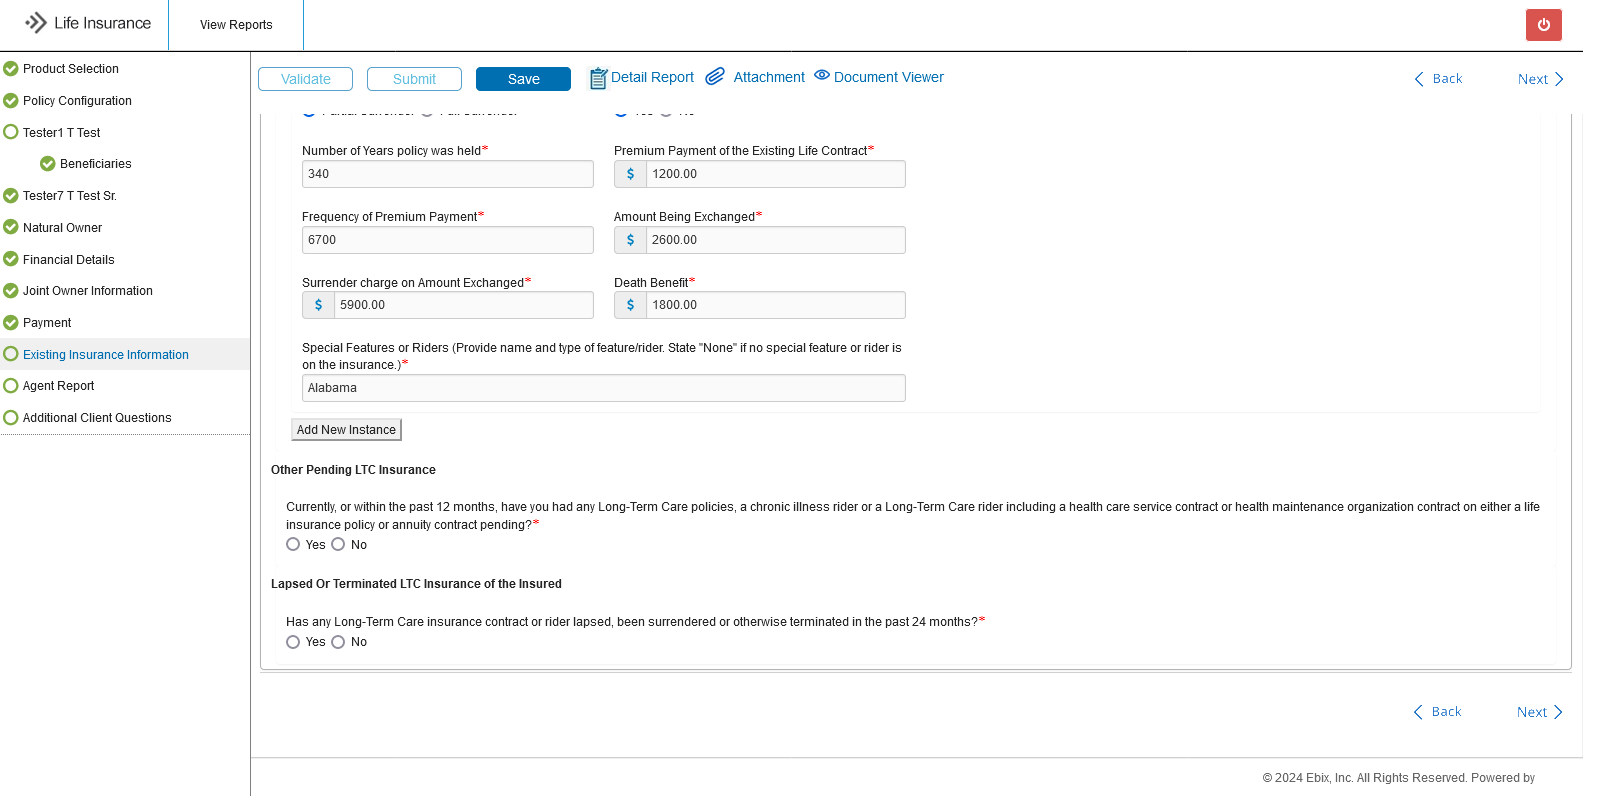 Life Insurance
View Reports
Product Selection
Policy Configuration
Tester1 T Test
Beneficiaries
Tester7 T Test Sr.
Natural Owner
Financial Details
Joint Owner Information
Payment
Existing Insurance Information
Agent Report
Additional Client Questions
Validate Submit Save Detail Report Attachment Document Viewer Back Next
Number of Years policy was held* Premium Payment of the Existing Life Contract*
340 $ 1200.00
Frequency of Premium Payment* Amount Being Exchanged*
6700 $ 2600.00
Surrender charge on Amount Exchanged* Death Benefit*
$ 5900.00 $ 1800.00
Special Features or Riders (Provide name and type of feature/rider. State "None" if no special feature or rider is
on the insurance.)*
Alabama
Add New Instance
Other Pending LTC Insurance
Currently, or within the past 12 months, have you had any Long-Term Care policies, a chronic illness rider or a Long-Term Care rider including a health care service contract or health maintenance organization contract on either a life
insurance policy or annuity contract pending?*
Yes No
Lapsed Or Terminated LTC Insurance of the Insured
Has any Long-Term Care insurance contract or rider lapsed, been surrendered or otherwise terminated in the past 24 months?*
Yes No
Back Next
© 2024 Ebix, Inc. All Rights Reserved. Powered by